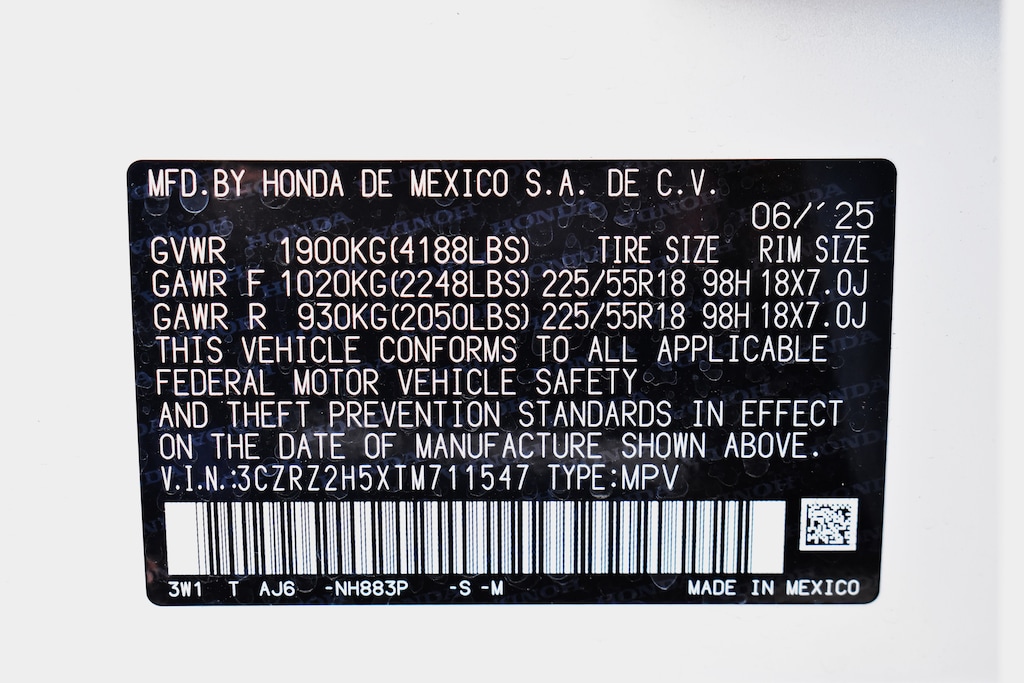 MFD.BY HONDA DE MEXICO S.A. DE C.V.
06/´25
GVWR 1900KG(4188LBS) TIRE SIZE RIM SIZE
GAWR F 1020KG(2248LBS) 225/55R18 98H 18X7.0J
GAWR R 930KG(2050LBS) 225/55R18 98H 18X7.0J
THIS VEHICLE CONFORMS TO ALL APPLICABLE
FEDERAL MOTOR VEHICLE SAFETY
AND THEFT PREVENTION STANDARDS IN EFFECT
ON THE DATE OF MANUFACTURE SHOWN ABOVE.
V.I.N.:3CZRZ2H5XTM711547 TYPE:MPV
3W1 T AJ6 -NH883P -S -M MADE IN MEXICO